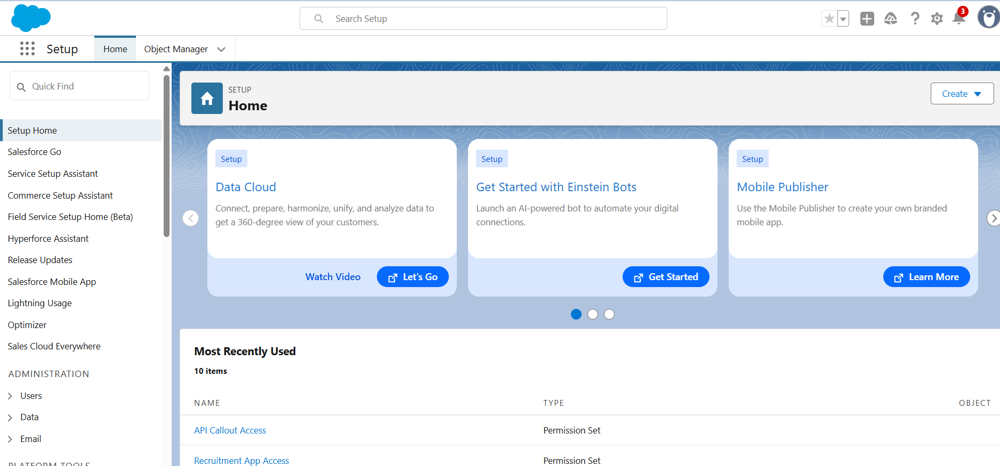 Search Setup
3
Setup
Home
Object Manager
Quick Find
Setup Home
Salesforce Go
Service Setup Assistant
Commerce Setup Assistant
Field Service Setup Home (Beta)
Hyperforce Assistant
Release Updates
Salesforce Mobile App
Lightning Usage
Optimizer
Sales Cloud Everywhere
ADMINISTRATION
Users
Data
Email
PLATFORM TOOLS
SETUP
Home
Create
Setup
Data Cloud
Connect, prepare, harmonize, unify, and analyze data to
get a 360-degree view of your customers.
Watch Video
Let's Go
Setup
Get Started with Einstein Bots
Launch an AI-powered bot to automate your digital
connections.
Get Started
Setup
Mobile Publisher
Use the Mobile Publisher to create your own branded
mobile app.
Learn More
Most Recently Used
10 items
NAME TYPE OBJECT
API Callout Access Permission Set
Recruitment App Access Permission Set